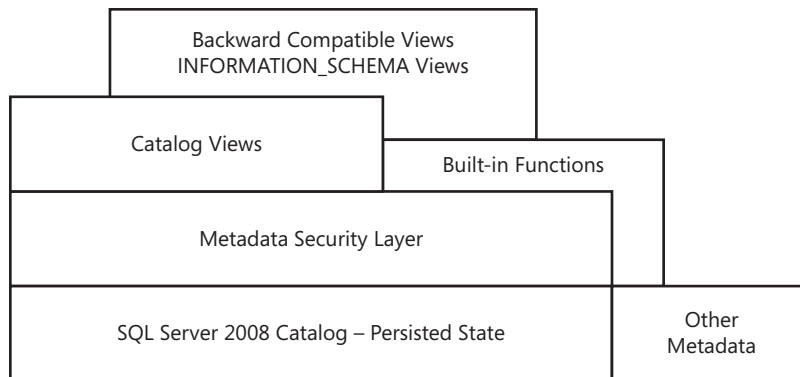 Backward Compatible Views
INFORMATION_SCHEMA Views
Catalog Views
Built-in Functions
Metadata Security Layer
SQL Server 2008 Catalog – Persisted State
Other
Metadata